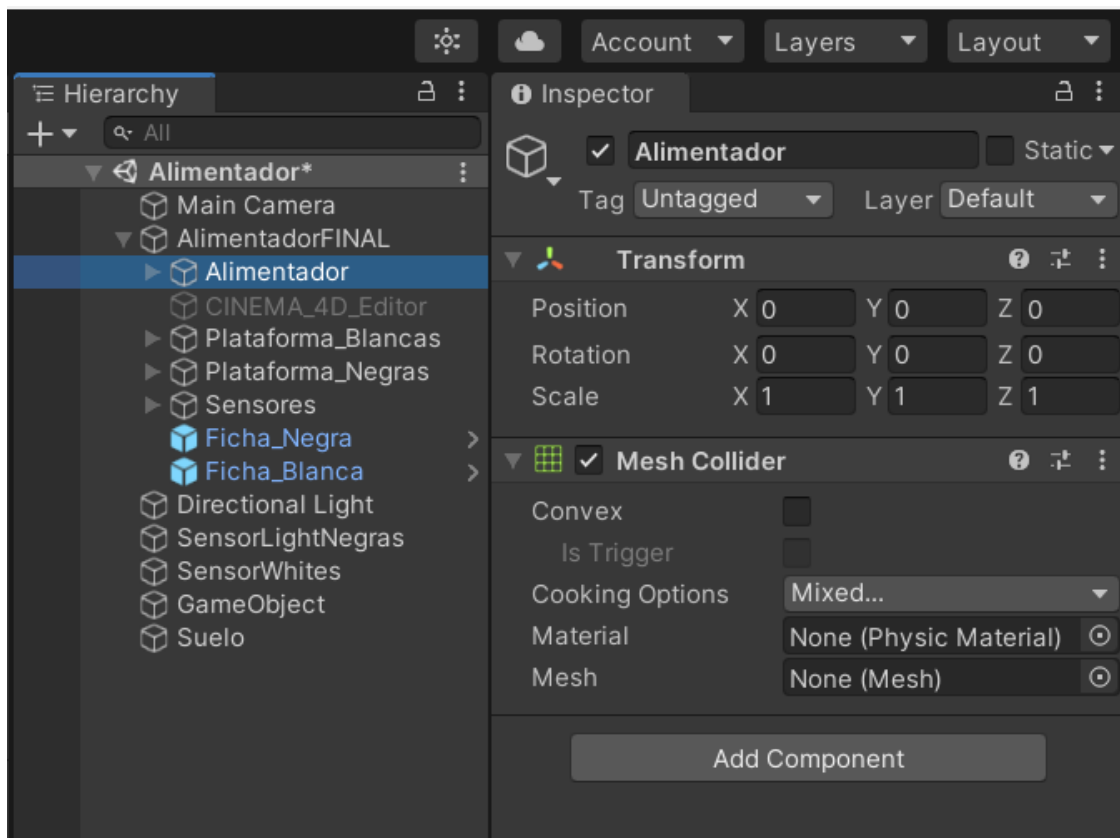 Account Layers Layout
Hierarchy
All
Alimentador*
Main Camera
AlimentadorFINAL
Alimentador
CINEMA_4D_Editor
Plataforma_Blancas
Plataforma_Negras
Sensores
Ficha_Negra
Ficha_Blanca
Directional Light
SensorLightNegras
SensorWhites
GameObject
Suelo
Inspector
Alimentador Static
Tag Untagged Layer Default
Transform
Position X 0 Y 0 Z 0
Rotation X 0 Y 0 Z 0
Scale X 1 Y 1 Z 1
Mesh Collider
Convex
Is Trigger
Cooking Options Mixed...
Material None (Physic Material)
Mesh None (Mesh)
Add Component